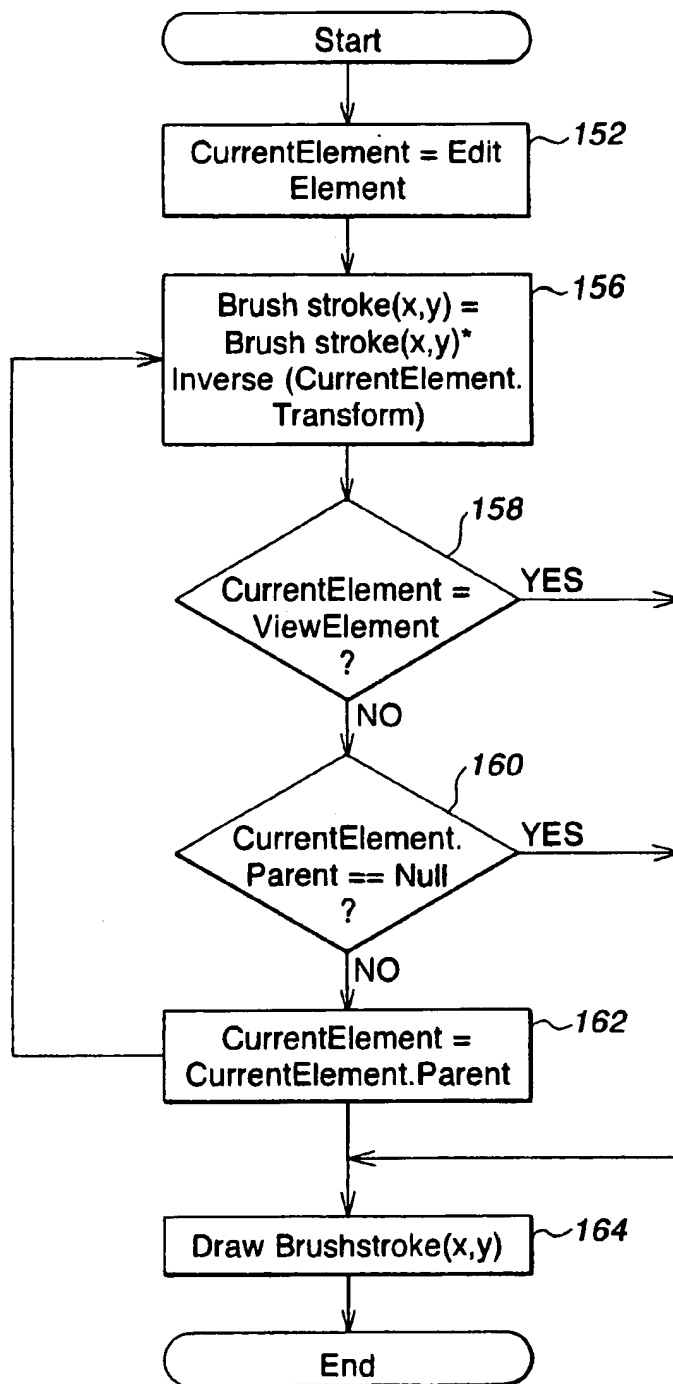 Start
152
CurrentElement = Edit
Element
156
Brush stroke(x,y) =
Brush stroke(x,y)*
Inverse (CurrentElement.
Transform)
158
CurrentElement =
ViewElement
?
YES
NO
160
CurrentElement.
Parent == Null
?
YES
NO
162
CurrentElement =
CurrentElement.Parent
164
Draw Brushstroke(x,y)
End